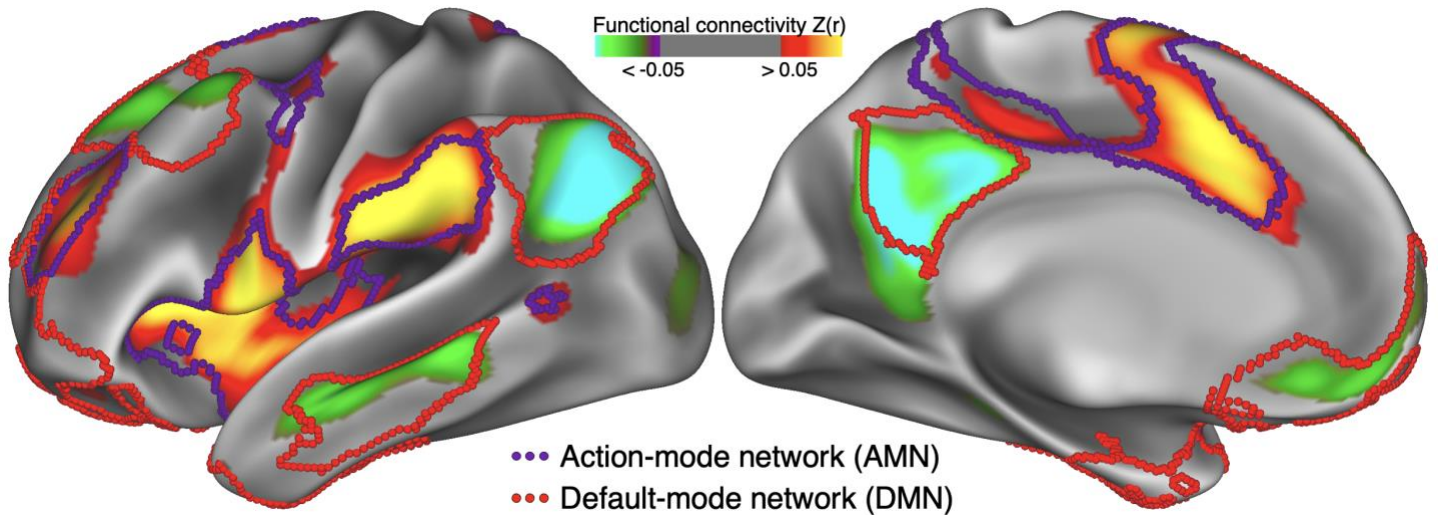 Functional connectivity Z(r)
< -0.05 > 0.05
Action-mode network (AMN)
Default-mode network (DMN)